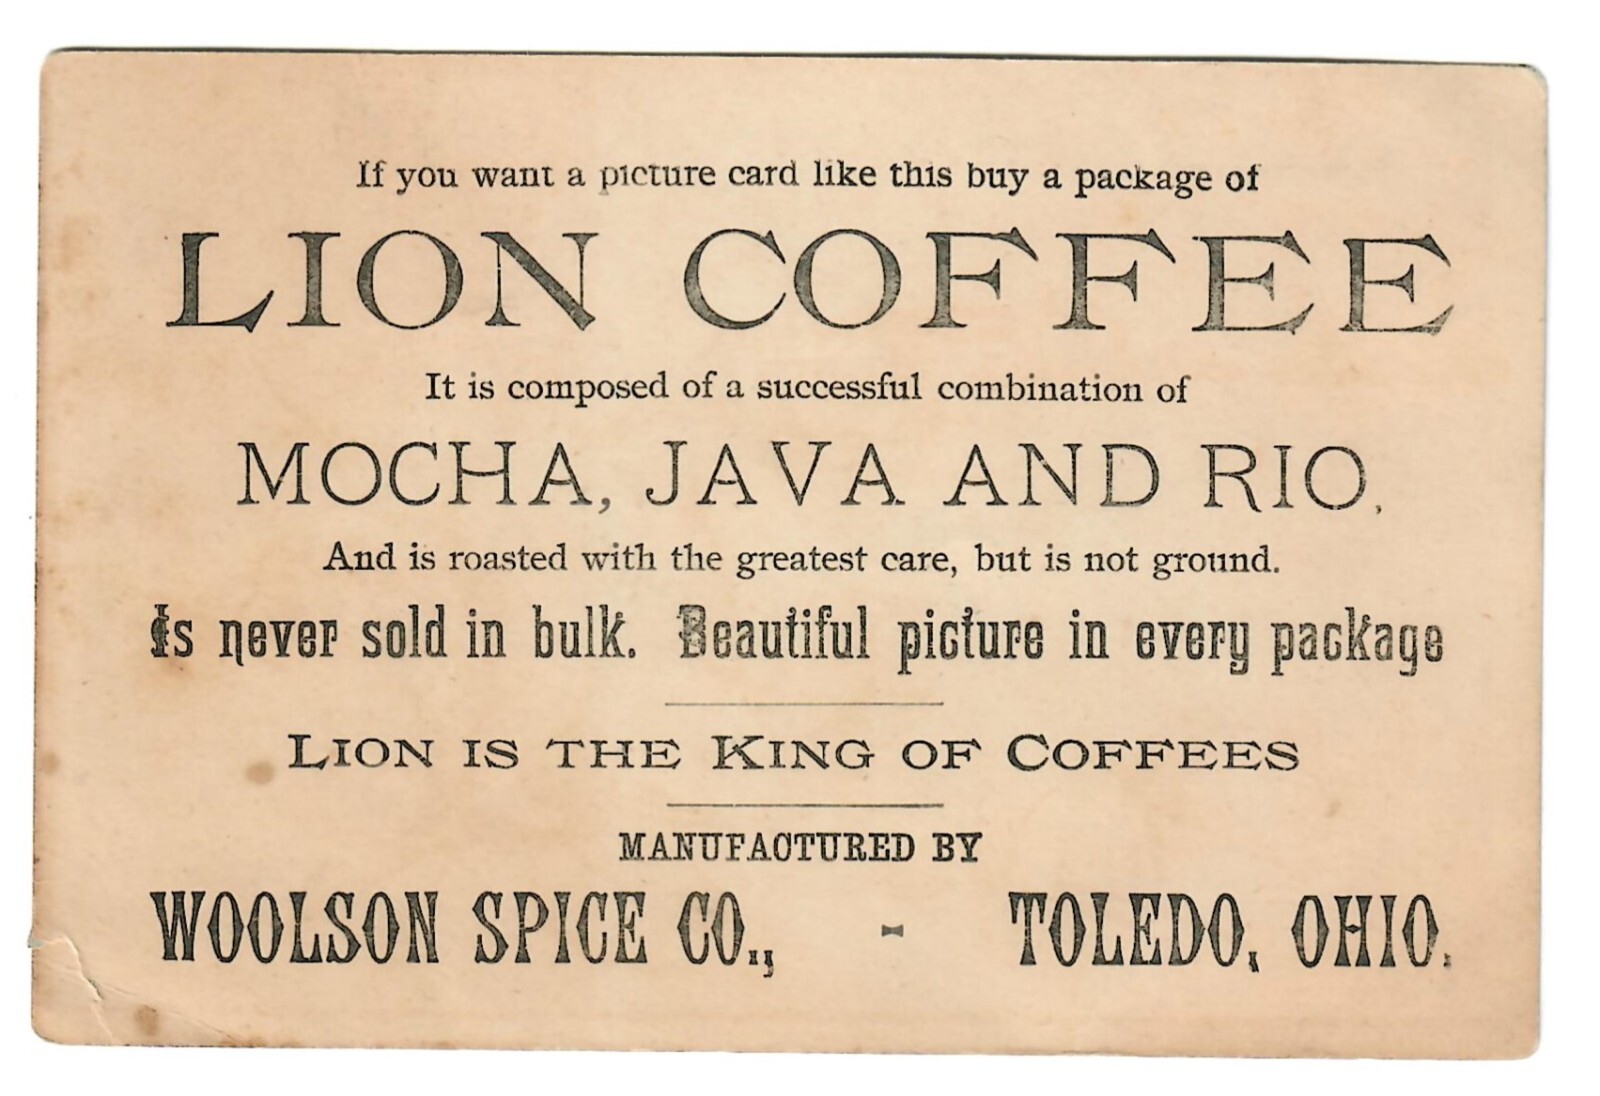 If you want a picture card like this buy a package of
LION COFFEE
It is composed of a successful combination of
MOCHA, JAVA AND RIO.
And is roasted with the greatest care, but is not ground.
Is never sold in bulk. Beautiful picture in every package
LION IS THE KING OF COFFEES
MANUFACTURED BY
WOOLSON SPICE CO., - TOLEDO, OHIO.